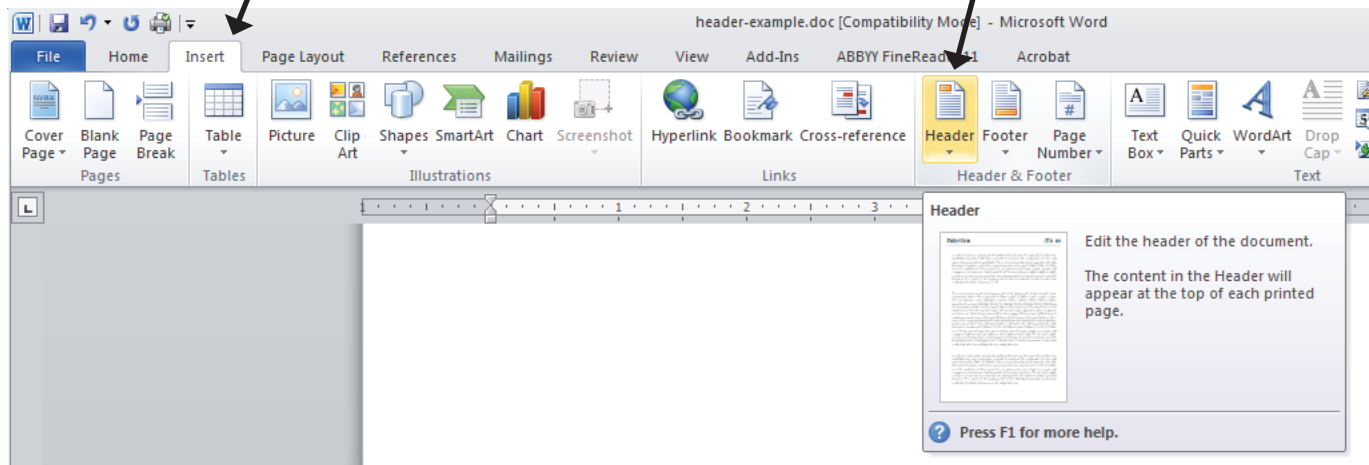 header-example.doc [Compatibility Mode] - Microsoft Word
File Home Insert Page Layout References Mailings Review View Add-Ins ABBYY FineReader 11 Acrobat
Cover Page Blank Page Page Break Table Picture Clip Art Shapes SmartArt Chart Screenshot Hyperlink Bookmark Cross-reference Header Footer Page Number Text Box Quick Parts WordArt Drop Cap
Pages Tables Illustrations Links Header & Footer Text
L 1 1 2 3
Header
Edit the header of the document.
The content in the Header will
appear at the top of each printed
page.
Press F1 for more help.